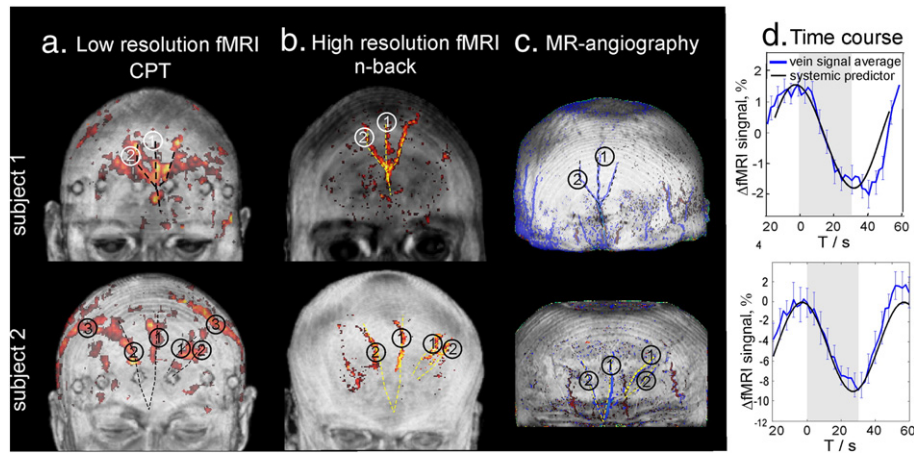 a. Low resolution fMRI
CPT
b. High resolution fMRI
n-back
c. MR-angiography
d. Time course
subject 1
1
2
1
2
1
2
vein signal average
systemic predictor
ΔfMRI singnal, %
2
1
0
-1
-2
-20 0 20 40 60
4
T / s
subject 2
3
2
1
1
2
3
2
1
1
2
2
1
1
2
ΔfMRI singnal, %
2
0
-2
-4
-6
-8
-10
-12
20 0 20 40 60
T / s